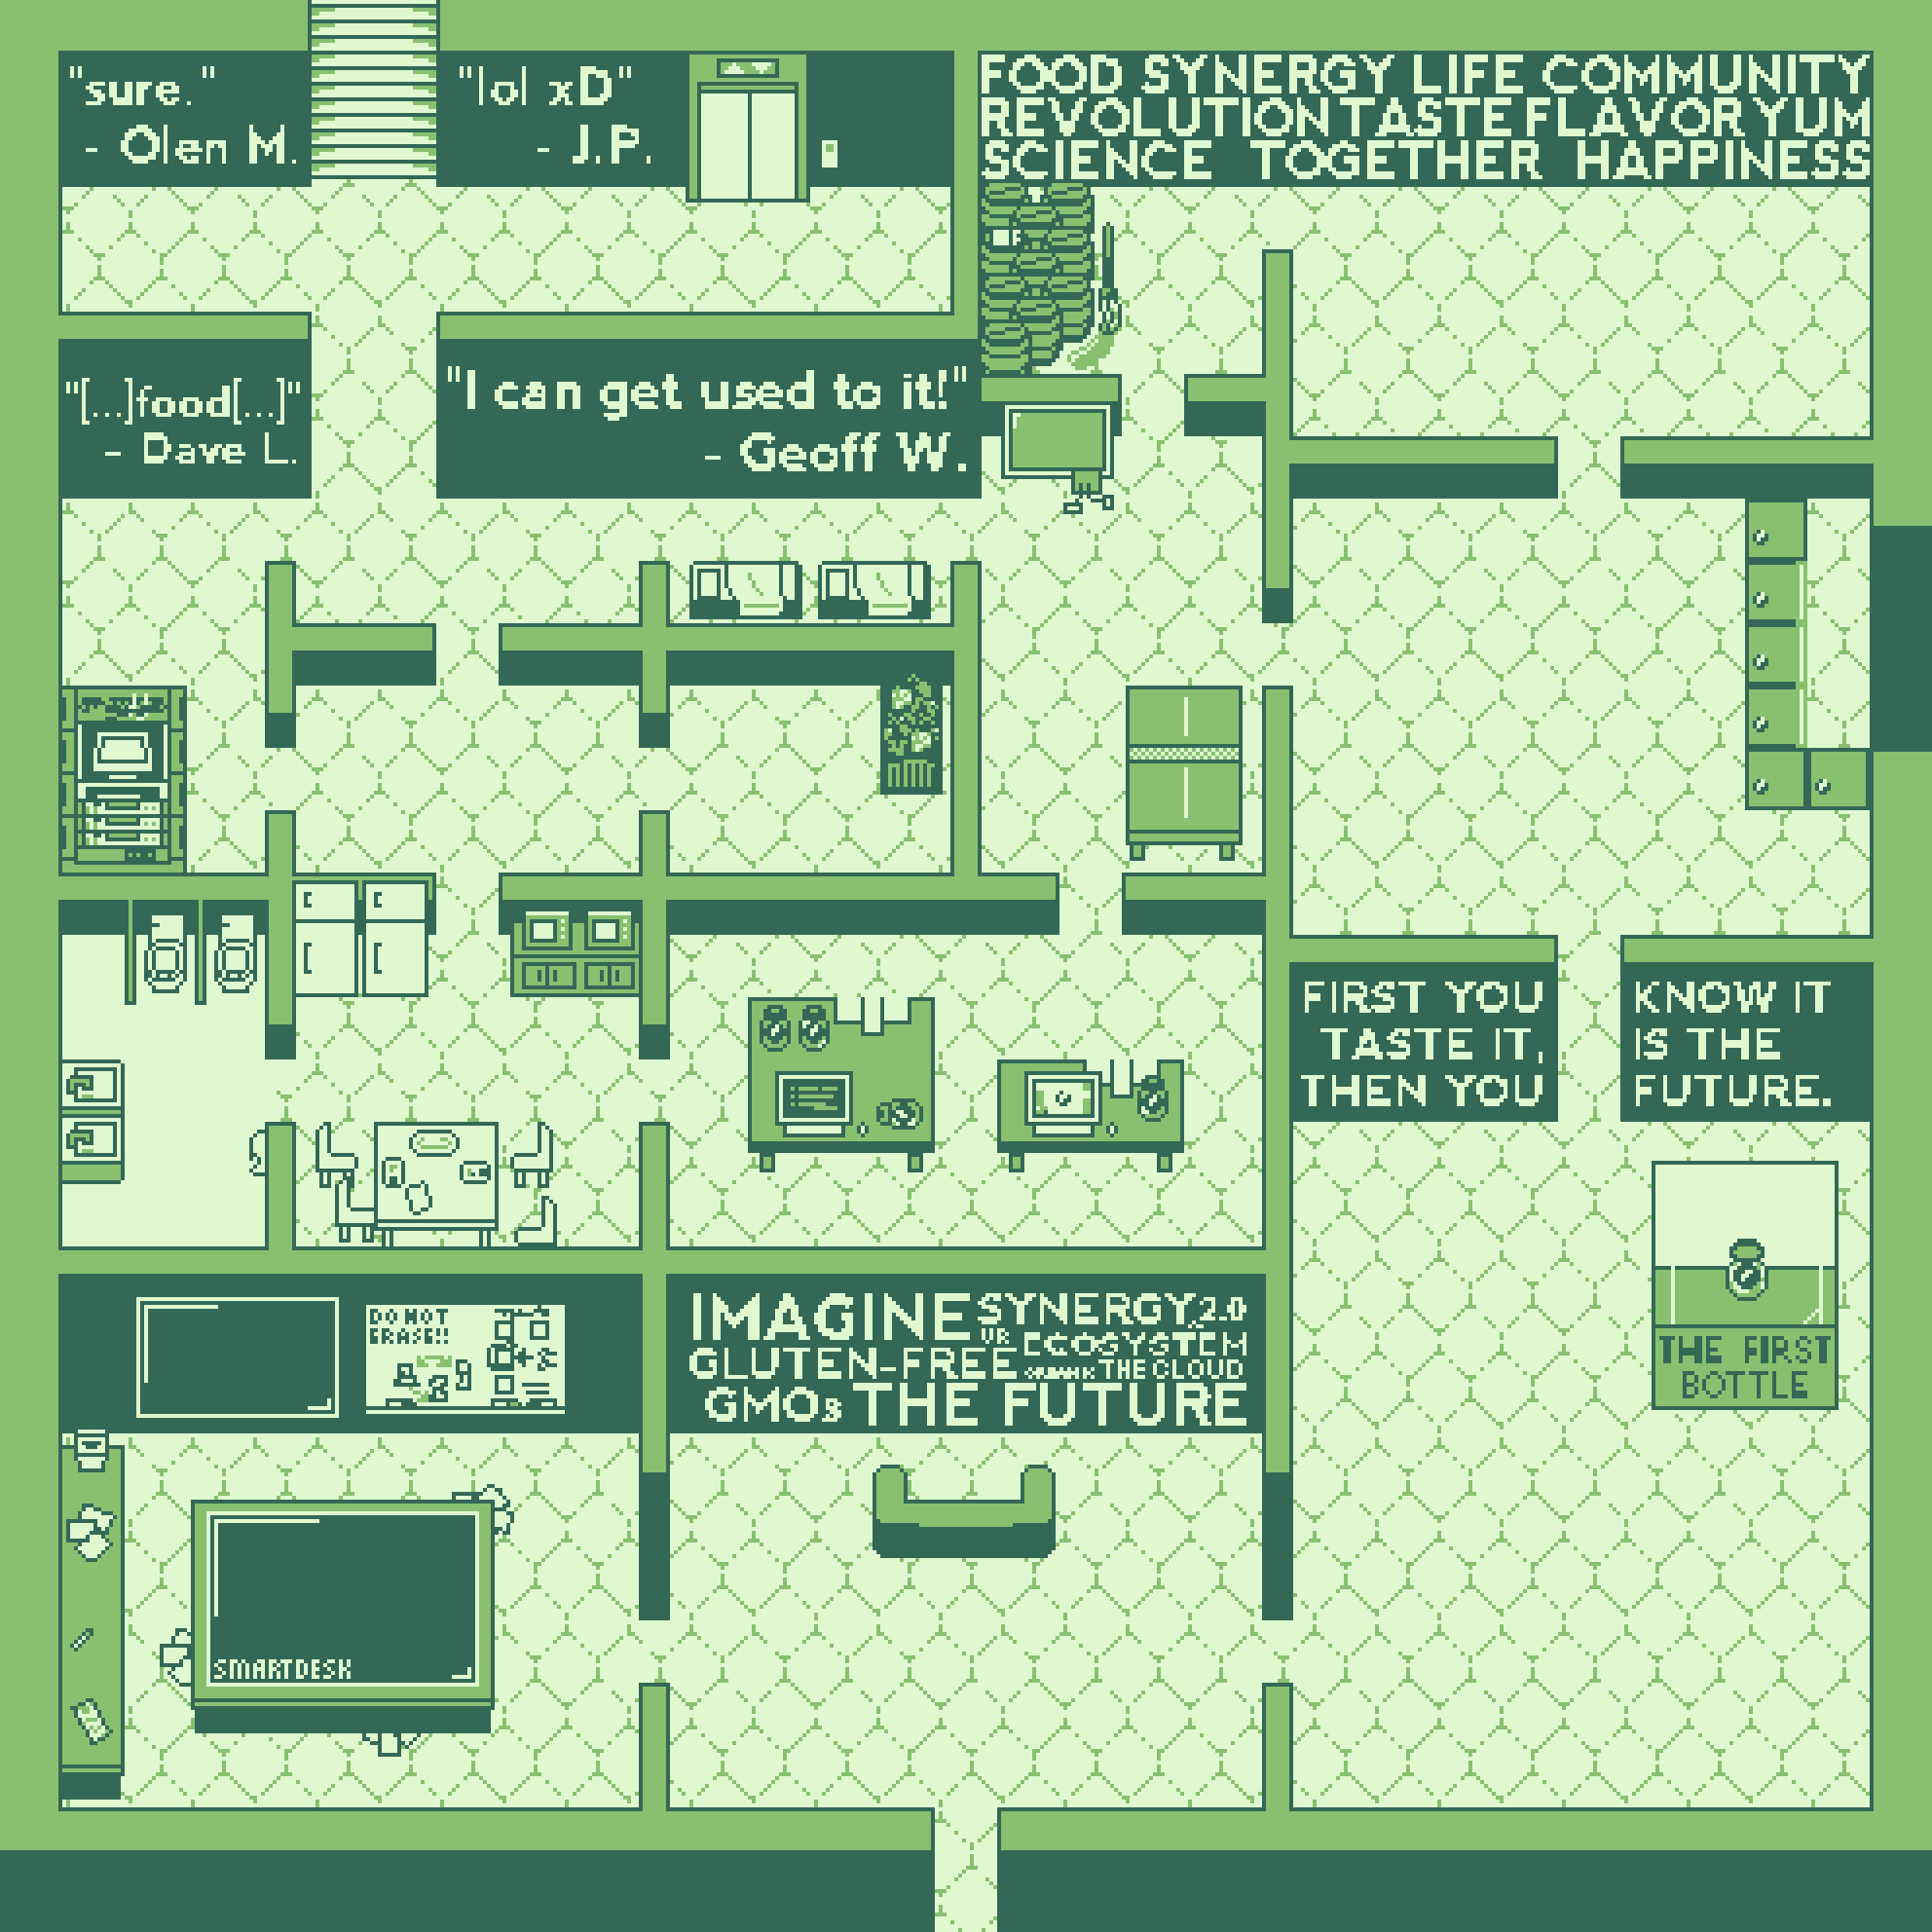 "sure."
- Olen M.
"lol xD"
- J.P.
FOOD SYNERGY LIFE COMMUNITY
REVOLUTION TASTE FLAVOR YUM
SCIENCE TOGETHER HAPPINESS
"[...]food[...]"
- Dave L.
"I can get used to it!"
- Geoff W.
FIRST YOU
TASTE IT,
THEN YOU
KNOW IT
IS THE
FUTURE.
THE FIRST
BOTTLE
DO NOT
ERASE!!
IMAGINE SYNERGY 2.0
VR ECOSYSTEM
GLUTEN-FREE THE CLOUD
GMOs THE FUTURE
SMARTDESK